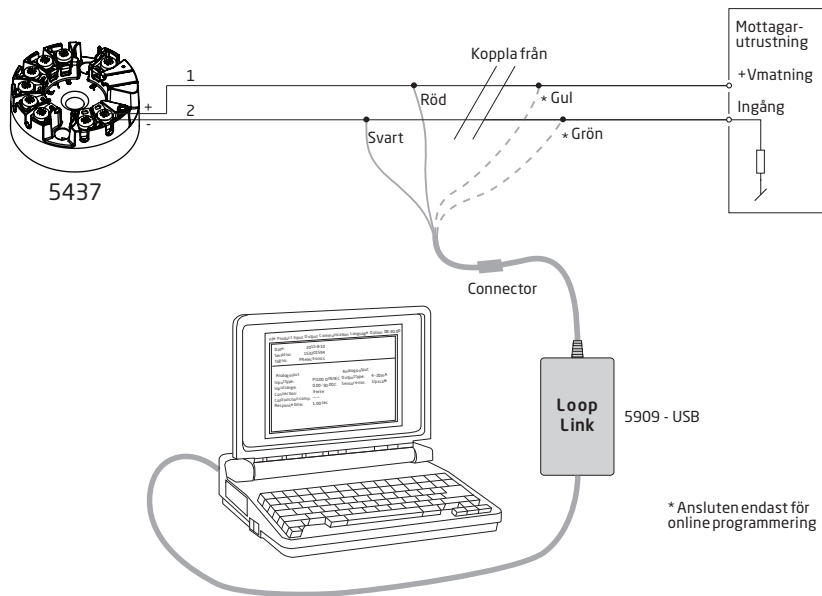 Mottagar-
utrustning
Koppla från
1
+Vmatning
Röd
* Gul
+
2
Ingång
-
Svart
* Grön
5437
Connector
Loop
Link
5909 - USB
* Ansluten endast för
online programmering